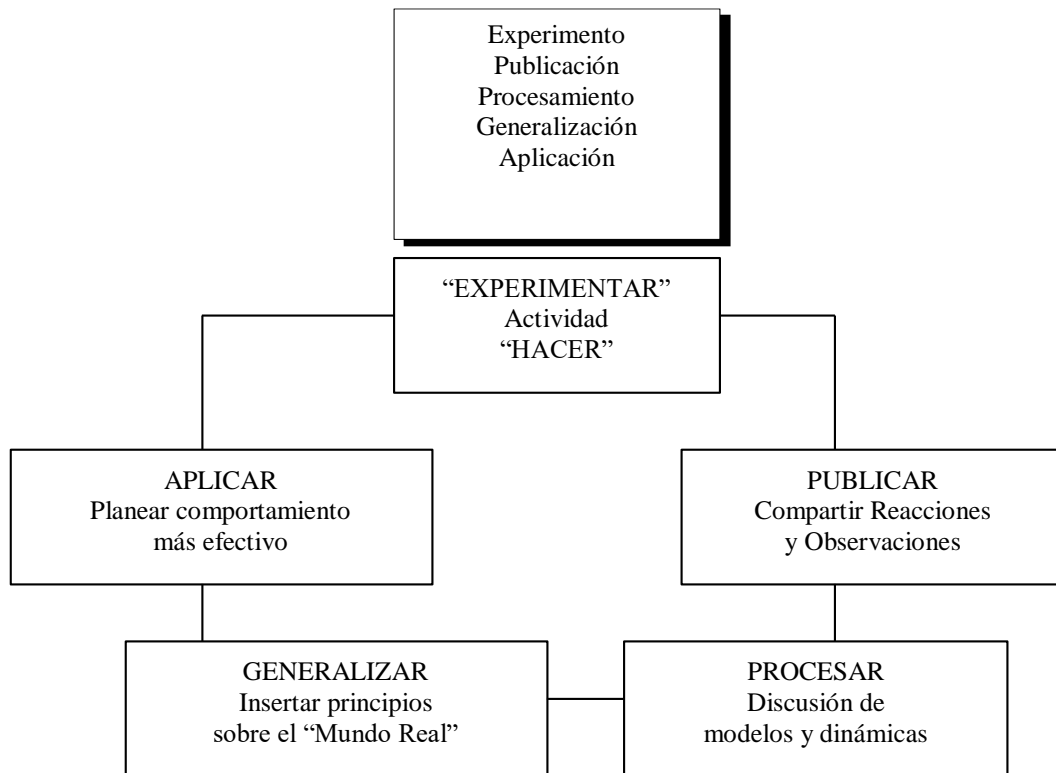 Experimento
Publicación
Procesamiento
Generalización
Aplicación
“EXPERIMENTAR”
Actividad
“HACER”
APLICAR
Planear comportamiento
más efectivo
PUBLICAR
Compartir Reacciones
y Observaciones
GENERALIZAR
Insertar principios
sobre el “Mundo Real”
PROCESAR
Discusión de
modelos y dinámicas